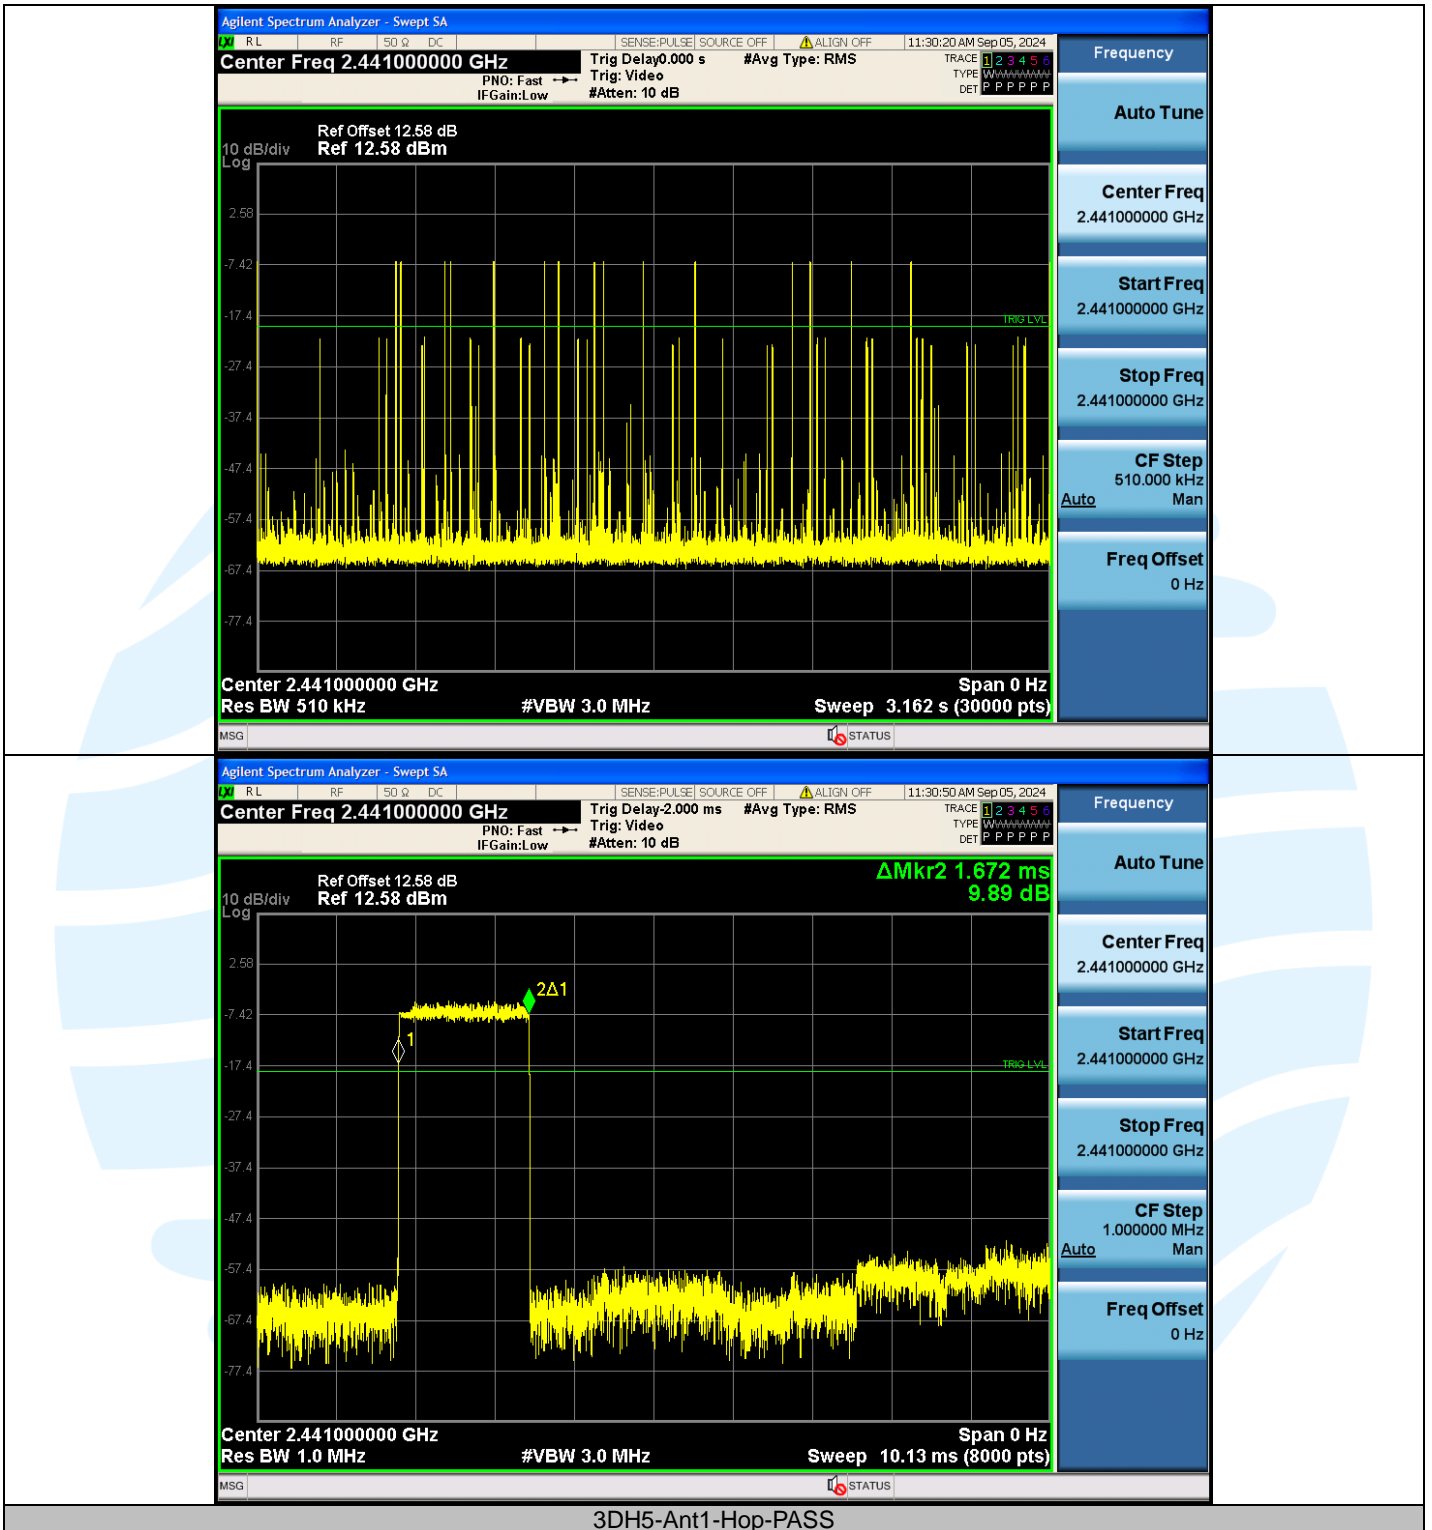 Agilent Spectrum Analyzer - Swept SA
LXI RL RF 50 Ω DC SENSE:PULSE SOURCE OFF ALIGN OFF 11:30:20 AM Sep 05, 2024
Center Freq 2.441000000 GHz
PNO: Fast
IFGain:Low
Trig Delay0.000 s
Trig: Video
#Atten: 10 dB
#Avg Type: RMS
TRACE 1 2 3 4 5 6
TYPE WWWWWW
DET P P P P P P
Frequency
Auto Tune
Ref Offset 12.58 dB
10 dB/div Ref 12.58 dBm
Log
2.58
-7.42
-17.4
TRIG LVL
-27.4
-37.4
-47.4
-57.4
-67.4
-77.4
Center Freq
2.441000000 GHz
Start Freq
2.441000000 GHz
Stop Freq
2.441000000 GHz
CF Step
510.000 kHz
Auto Man
Freq Offset
0 Hz
Center 2.441000000 GHz Span 0 Hz
Res BW 510 kHz #VBW 3.0 MHz Sweep 3.162 s (30000 pts)
MSG STATUS
Agilent Spectrum Analyzer - Swept SA
LXI RL RF 50 Ω DC SENSE:PULSE SOURCE OFF ALIGN OFF 11:30:50 AM Sep 05, 2024
Center Freq 2.441000000 GHz
PNO: Fast
IFGain:Low
Trig Delay-2.000 ms
Trig: Video
#Atten: 10 dB
#Avg Type: RMS
TRACE 1 2 3 4 5 6
TYPE WWWWWW
DET P P P P P P
Frequency
Auto Tune
ΔMkr2 1.672 ms
9.89 dB
Ref Offset 12.58 dB
10 dB/div Ref 12.58 dBm
Log
2.58
-7.42
-17.4
TRIG LVL
-27.4
-37.4
-47.4
-57.4
-67.4
-77.4
2Δ1
1
Center Freq
2.441000000 GHz
Start Freq
2.441000000 GHz
Stop Freq
2.441000000 GHz
CF Step
1.000000 MHz
Auto Man
Freq Offset
0 Hz
Center 2.441000000 GHz Span 0 Hz
Res BW 1.0 MHz #VBW 3.0 MHz Sweep 10.13 ms (8000 pts)
MSG STATUS
3DH5-Ant1-Hop-PASS